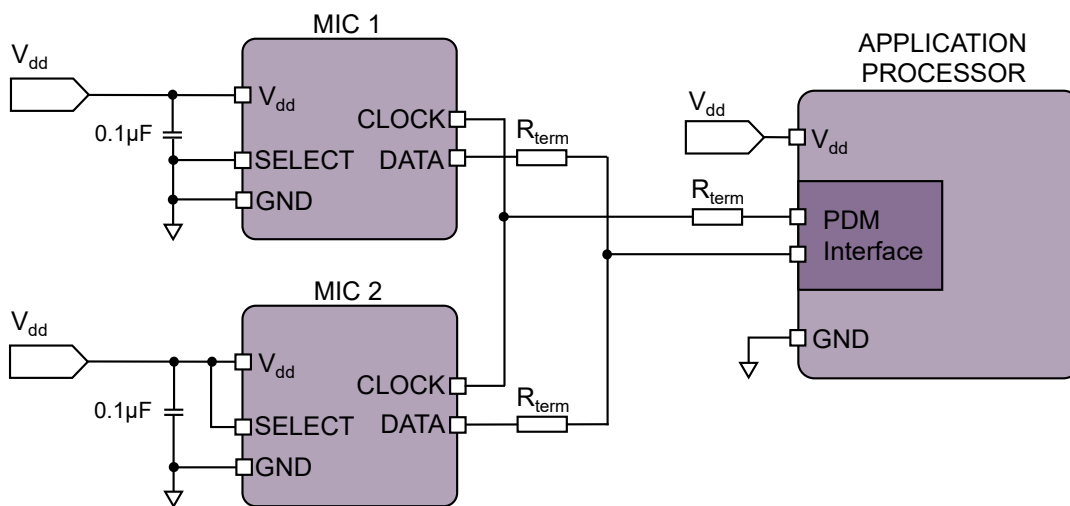 MIC 1
Vdd
Vdd
0.1µF
CLOCK
DATA
SELECT
GND
Rterm
APPLICATION
PROCESSOR
Vdd
Vdd
Rterm
PDM
Interface
GND
MIC 2
Vdd
Vdd
0.1µF
CLOCK
DATA
SELECT
GND
Rterm